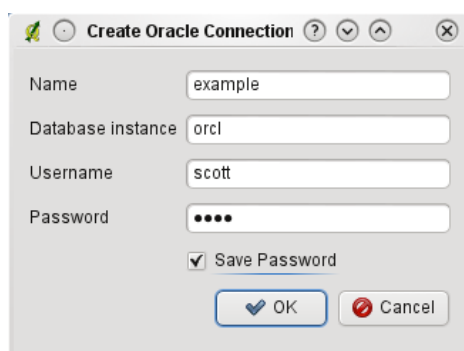 Create Oracle Connection
Name example
Database instance orcl
Username scott
Password ••••
Save Password
OK Cancel